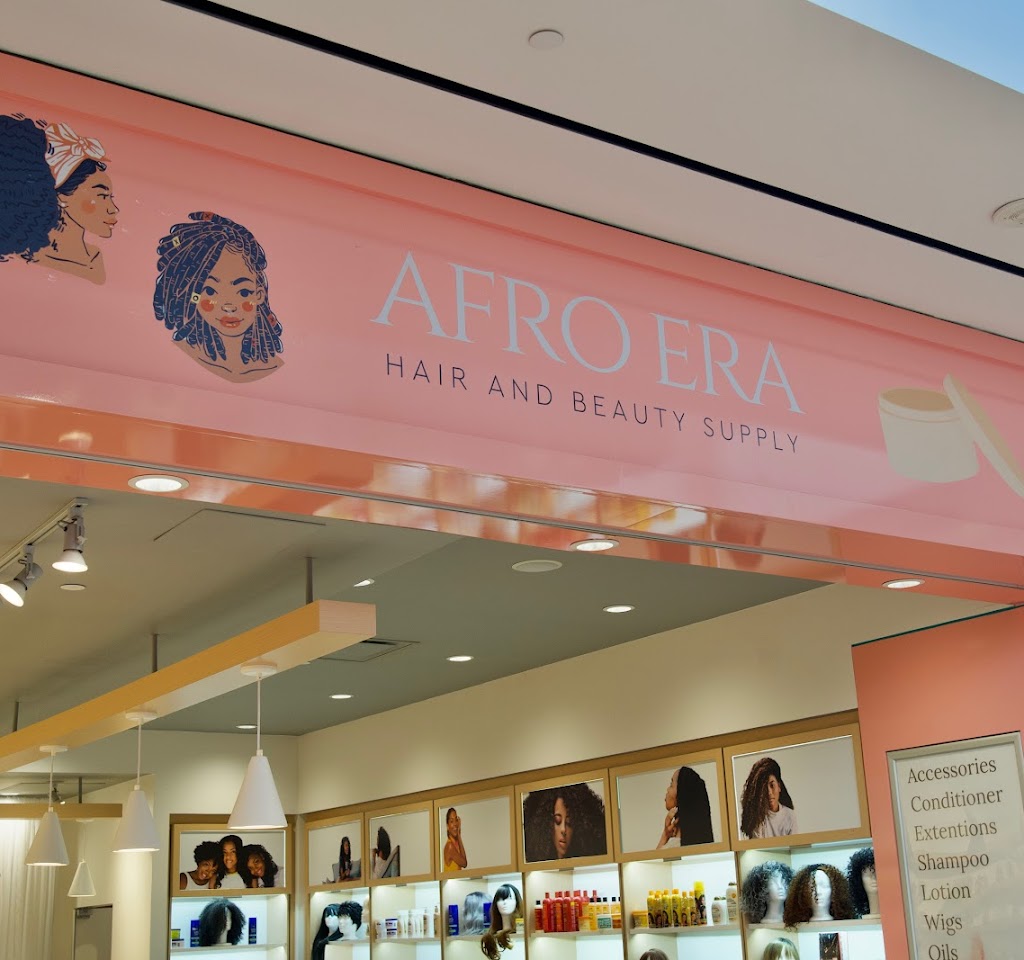 AFRO ERA
HAIR AND BEAUTY SUPPLY
Accessories
Conditioner
Extentions
Shampoo
Lotion
Wigs
Oils